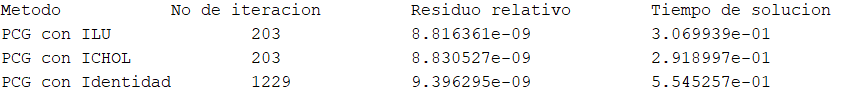 Metodo No de iteracion Residuo relativo Tiempo de solucion
PCG con ILU 203 8.816361e-09 3.069939e-01
PCG con ICHOL 203 8.830527e-09 2.918997e-01
PCG con Identidad 1229 9.396295e-09 5.545257e-01